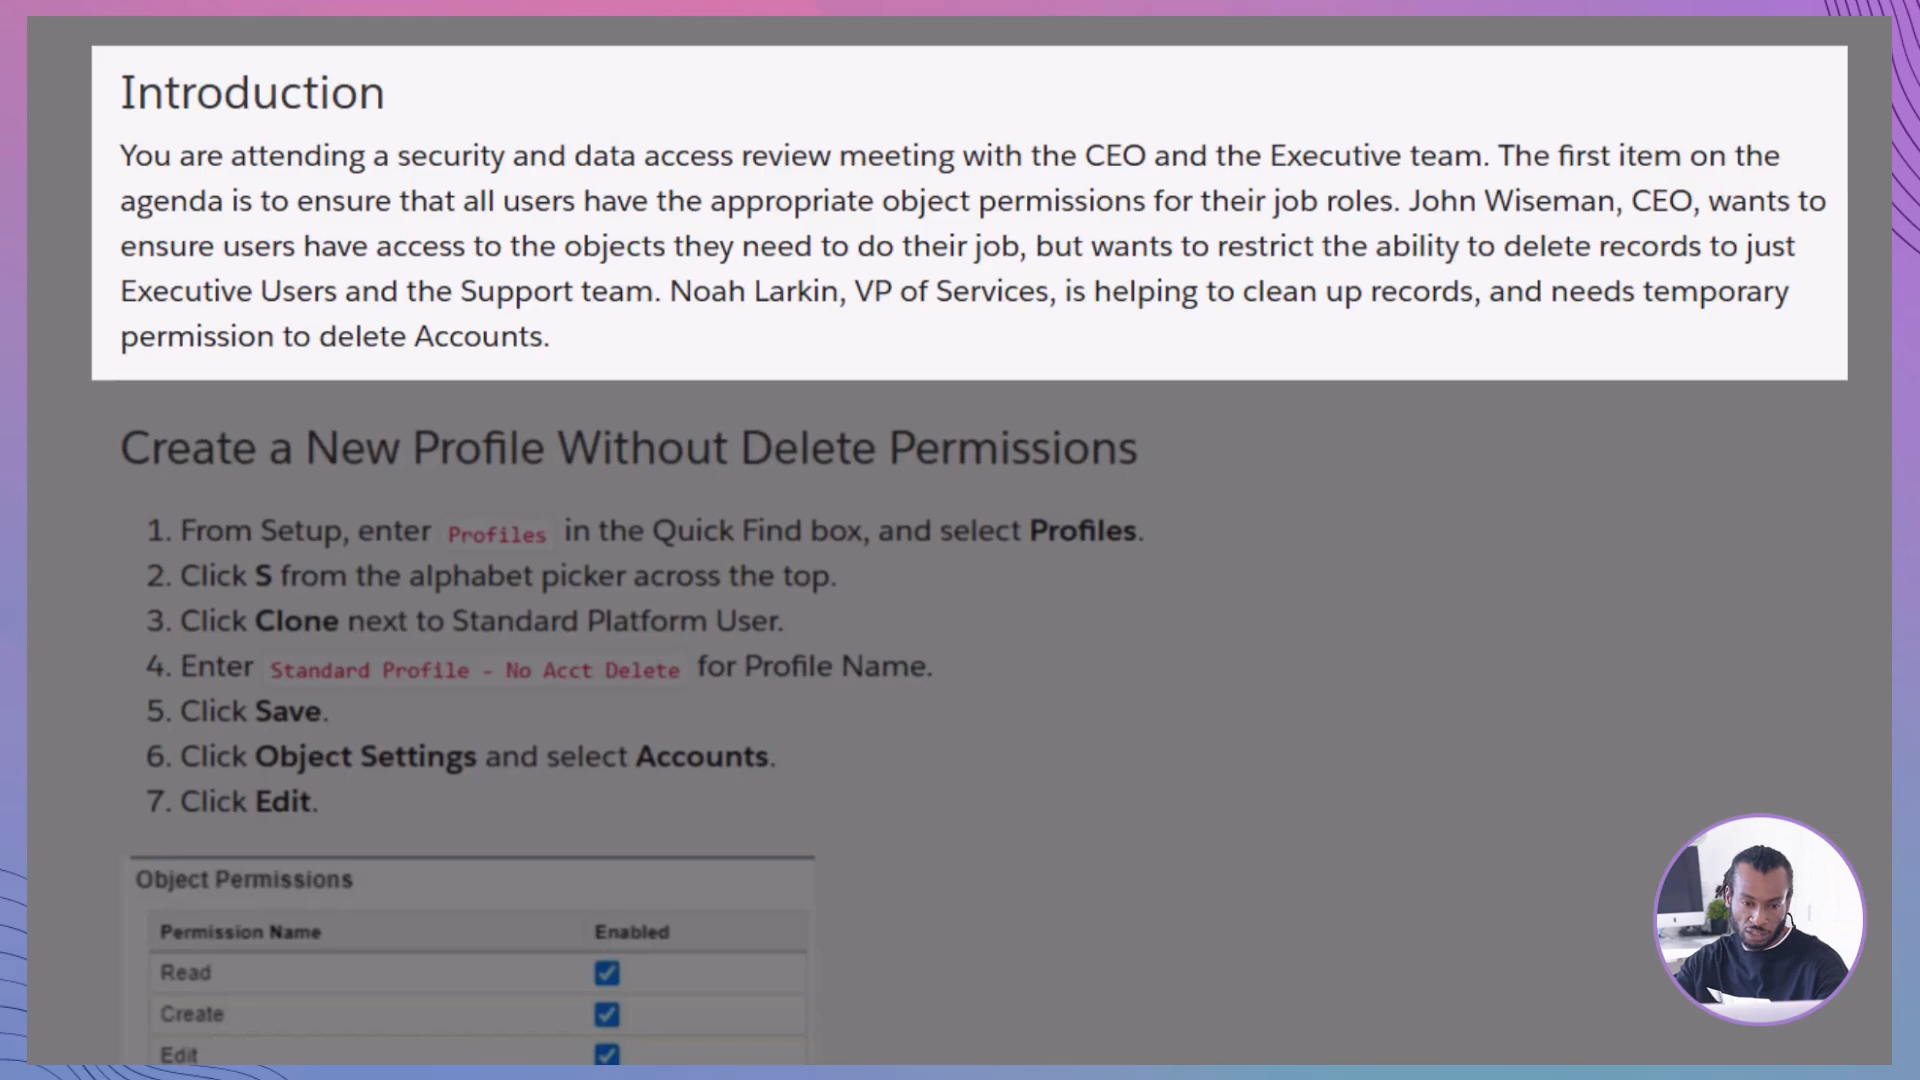 Introduction
You are attending a security and data access review meeting with the CEO and the Executive team. The first item on the
agenda is to ensure that all users have the appropriate object permissions for their job roles. John Wiseman, CEO, wants to
ensure users have access to the objects they need to do their job, but wants to restrict the ability to delete records to just
Executive Users and the Support team. Noah Larkin, VP of Services, is helping to clean up records, and needs temporary
permission to delete Accounts.
Create a New Profile Without Delete Permissions
1. From Setup, enter Profiles in the Quick Find box, and select Profiles.
2. Click S from the alphabet picker across the top.
3. Click Clone next to Standard Platform User.
4. Enter Standard Profile - No Acct Delete for Profile Name.
5. Click Save.
6. Click Object Settings and select Accounts.
7. Click Edit.
Object Permissions
Permission Name Enabled
Read
Create
Edit